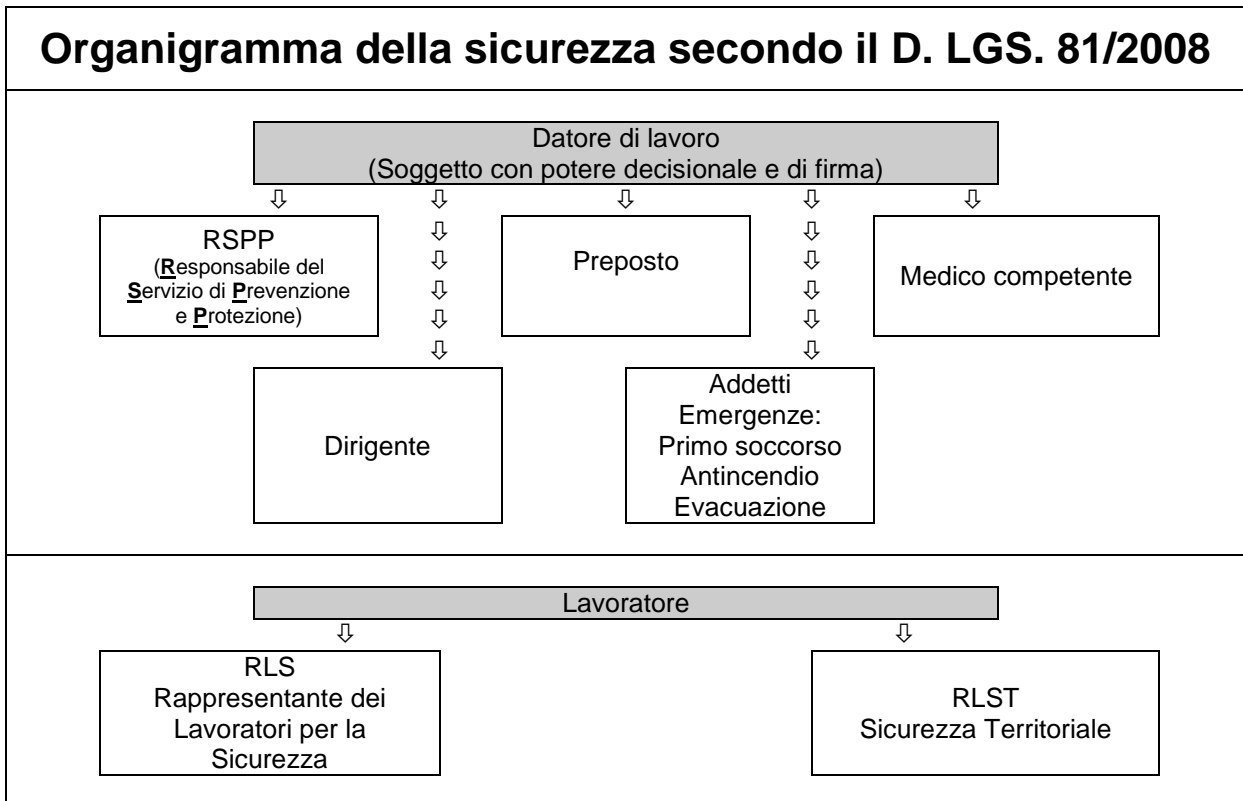 Organigramma della sicurezza secondo il D. LGS. 81/2008
Datore di lavoro
(Soggetto con potere decisionale e di firma)
RSPP
(Responsabile del
Servizio di Prevenzione
e Protezione)
Preposto
Medico competente
Dirigente
Addetti
Emergenze:
Primo soccorso
Antincendio
Evacuazione
Lavoratore
RLS
Rappresentante dei
Lavoratori per la
Sicurezza
RLST
Sicurezza Territoriale